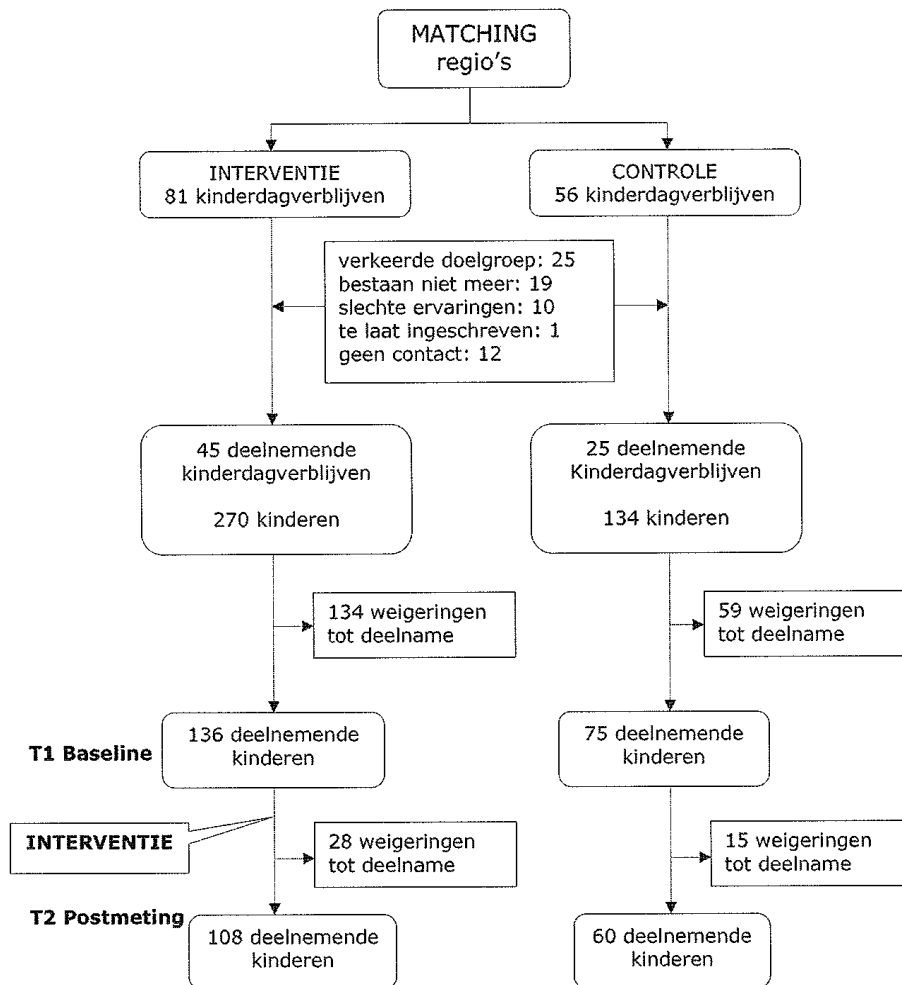 MATCHING
regio's
INTERVENTIE
81 kinderdagverblijven
CONTROLE
56 kinderdagverblijven
verkeerde doelgroep: 25
bestaan niet meer: 19
slechte ervaringen: 10
te laat ingeschreven: 1
geen contact: 12
45 deelnemende
kinderdagverblijven
270 kinderen
25 deelnemende
Kinderdagverblijven
134 kinderen
134 weigeringen
tot deelname
59 weigeringen
tot deelname
T1 Baseline
136 deelnemende
kinderen
75 deelnemende
kinderen
INTERVENTIE
28 weigeringen
tot deelname
15 weigeringen
tot deelname
T2 Postmeting
108 deelnemende
kinderen
60 deelnemende
kinderen